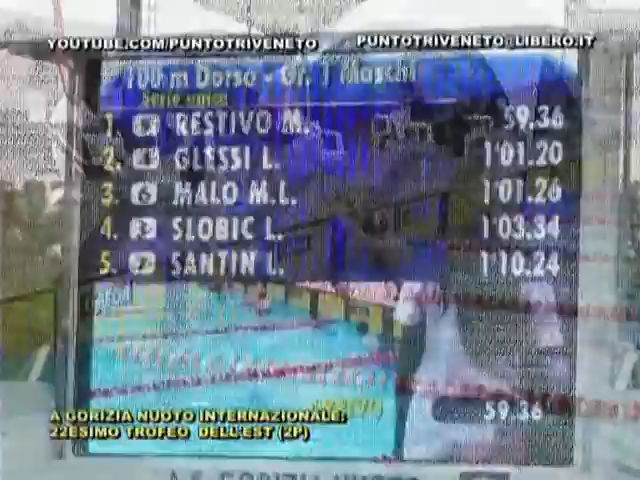 YOUTUBE.COM/PUNTOTRIVENETO PUNTOTRIVENETO@LIBERO.IT
100 m Dorso - Gr. 1 Maschi
Serie unica
1. RESTIVO M. 59.36
2. GLESSI L. 1'01.20
3. 6 MALO M.L. 1'01.26
4. 3 SLOBIC L. 1'03.34
5. 2 SANTIN L. 1'10.24
59.36
A GORIZIA NUOTO INTERNAZIONALE:
22ESIMO TROFEO DELL'EST (2P)